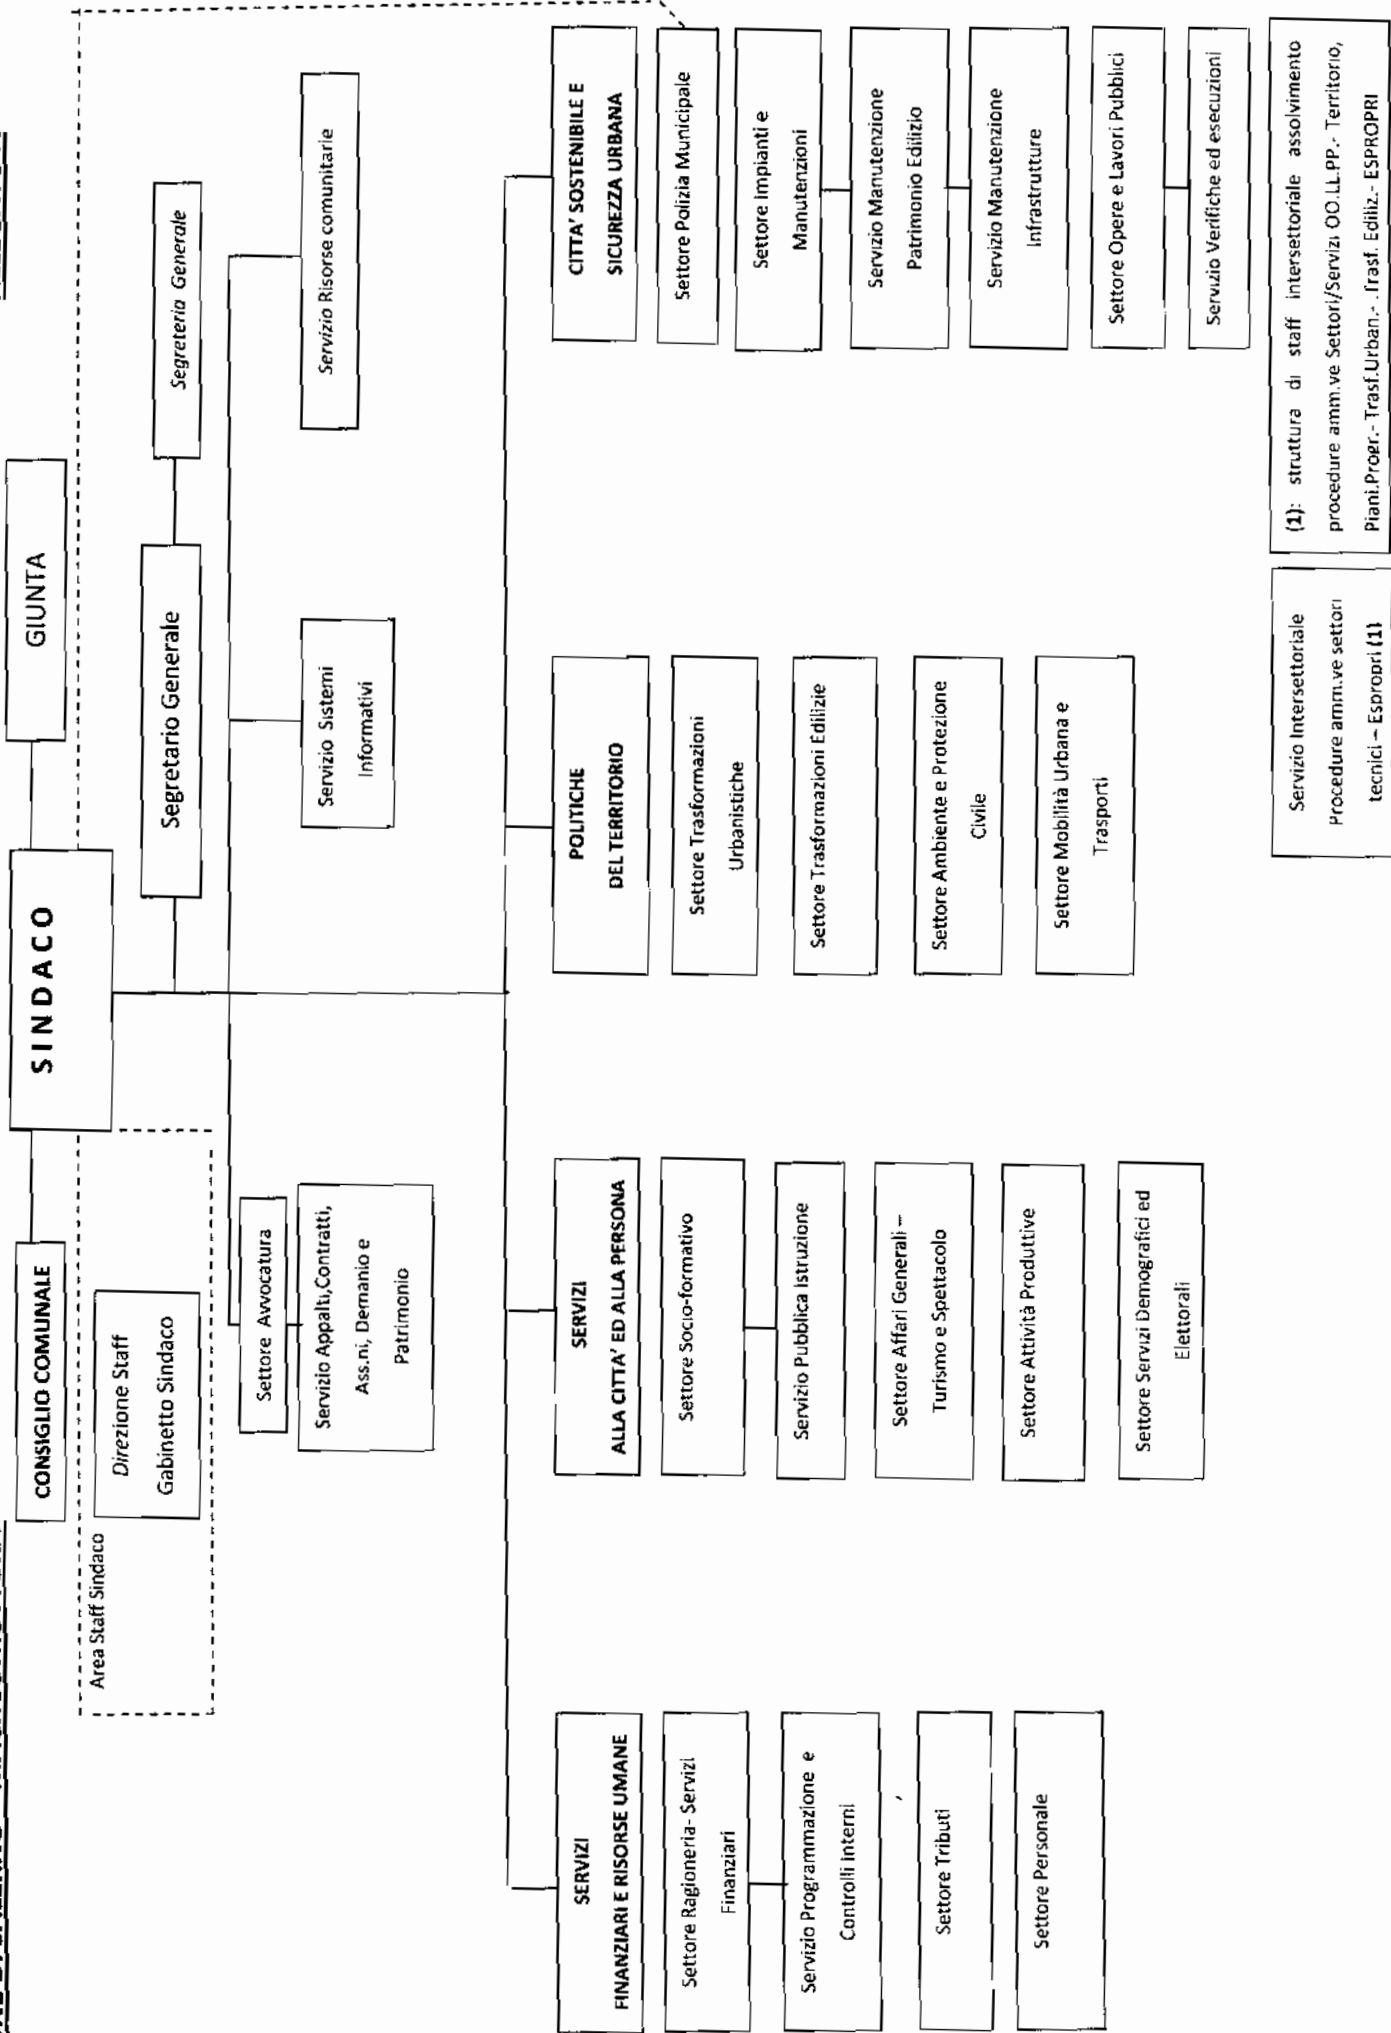 GIUNTA
SINDACO
CONSIGLIO COMUNALE
Area Staff Sindaco
Direzione Staff
Gabinetto Sindaco
Segretario Generale
Segreteria Generale
Settore Avvocatura
Servizio Appalti,Contratti,
Ass.ni, Demanio e
Patrimonio
Servizio Sistemi
Informativi
Servizio Risorse comunitarie
SERVIZI
FINANZIARI E RISORSE UMANE
Settore Ragioneria- Servizi
Finanziari
Servizio Programmazione e
Controlli interni
Settore Tributi
Settore Personale
SERVIZI
ALLA CITTA' ED ALLA PERSONA
Settore Socio-formativo
Servizio Pubblica Istruzione
Settore Affari Generali –
Turismo e Spettacolo
Settore Attività Produttive
Settore Servizi Demografici ed
Elettorali
POLITICHE
DEL TERRITORIO
Settore Trasformazioni
Urbanistiche
Settore Trasformazioni Edilizie
Settore Ambiente e Protezione
Civile
Settore Mobilità Urbana e
Trasporti
CITTA' SOSTENIBILE E
SICUREZZA URBANA
Settore Polizia Municipale
Settore Impianti e
Manutenzioni
Servizio Manutenzione
Patrimonio Edilizio
Servizio Manutenzione
Infrastrutture
Settore Opere e Lavori Pubblici
Servizio Verifiche ed esecuzioni
Servizio Intersettoriale
Procedure amm.ve settori
tecnici – Espropri (1)
(1): struttura di staff intersettoriale assolvimento
procedure amm.ve Settori/Servizi OO.LL.PP.- Territorio,
Piani.Progr.- Trasf.Urban.- .Trasf. Ediliz.- ESPROPRI